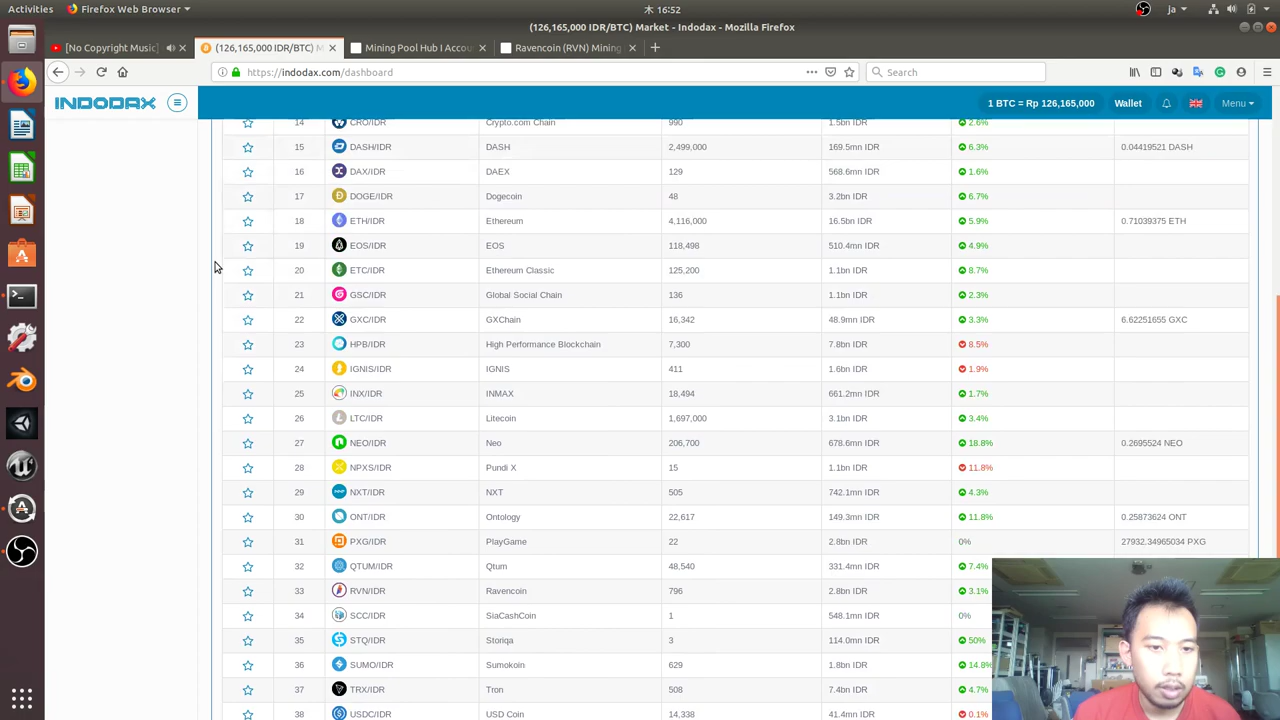 Activities Firefox Web Browser 木 16:52 ja
(126,165,000 IDR/BTC) Market - Indodax - Mozilla Firefox
[No Copyright Music] (126,165,000 IDR/BTC) M Mining Pool Hub I Accou Ravencoin (RVN) Mining
https://indodax.com/dashboard Search
INDODAX 1 BTC = Rp 126,165,000 Wallet Menu
14 CRO/IDR Crypto.com Chain 990 1.5bn IDR 2.6%
15 DASH/IDR DASH 2,499,000 169.5mn IDR 6.3% 0.04419521 DASH
16 DAX/IDR DAEX 129 568.6mn IDR 1.6%
17 DOGE/IDR Dogecoin 48 3.2bn IDR 6.7%
18 ETH/IDR Ethereum 4,116,000 16.5bn IDR 5.9% 0.71039375 ETH
19 EOS/IDR EOS 118,498 510.4mn IDR 4.9%
20 ETC/IDR Ethereum Classic 125,200 1.1bn IDR 8.7%
21 GSC/IDR Global Social Chain 136 1.1bn IDR 2.3%
22 GXC/IDR GXChain 16,342 48.9mn IDR 3.3% 6.62251655 GXC
23 HPB/IDR High Performance Blockchain 7,300 7.8bn IDR 8.5%
24 IGNIS/IDR IGNIS 411 1.6bn IDR 1.9%
25 INX/IDR INMAX 18,494 661.2mn IDR 1.7%
26 LTC/IDR Litecoin 1,697,000 3.1bn IDR 3.4%
27 NEO/IDR Neo 206,700 678.6mn IDR 18.8% 0.2695524 NEO
28 NPXS/IDR Pundi X 15 1.1bn IDR 11.8%
29 NXT/IDR NXT 505 742.1mn IDR 4.3%
30 ONT/IDR Ontology 22,617 149.3mn IDR 11.8% 0.25873624 ONT
31 PXG/IDR PlayGame 22 2.8bn IDR 0% 27932.34965034 PXG
32 QTUM/IDR Qtum 48,540 331.4mn IDR 7.4%
33 RVN/IDR Ravencoin 796 2.8bn IDR 3.1%
34 SCC/IDR SiaCashCoin 1 548.1mn IDR 0%
35 STQ/IDR Storiqa 3 114.0mn IDR 50%
36 SUMO/IDR Sumokoin 629 1.8bn IDR 14.8%
37 TRX/IDR Tron 508 7.4bn IDR 4.7%
38 USDC/IDR USD Coin 14,338 41.4mn IDR 0.1%